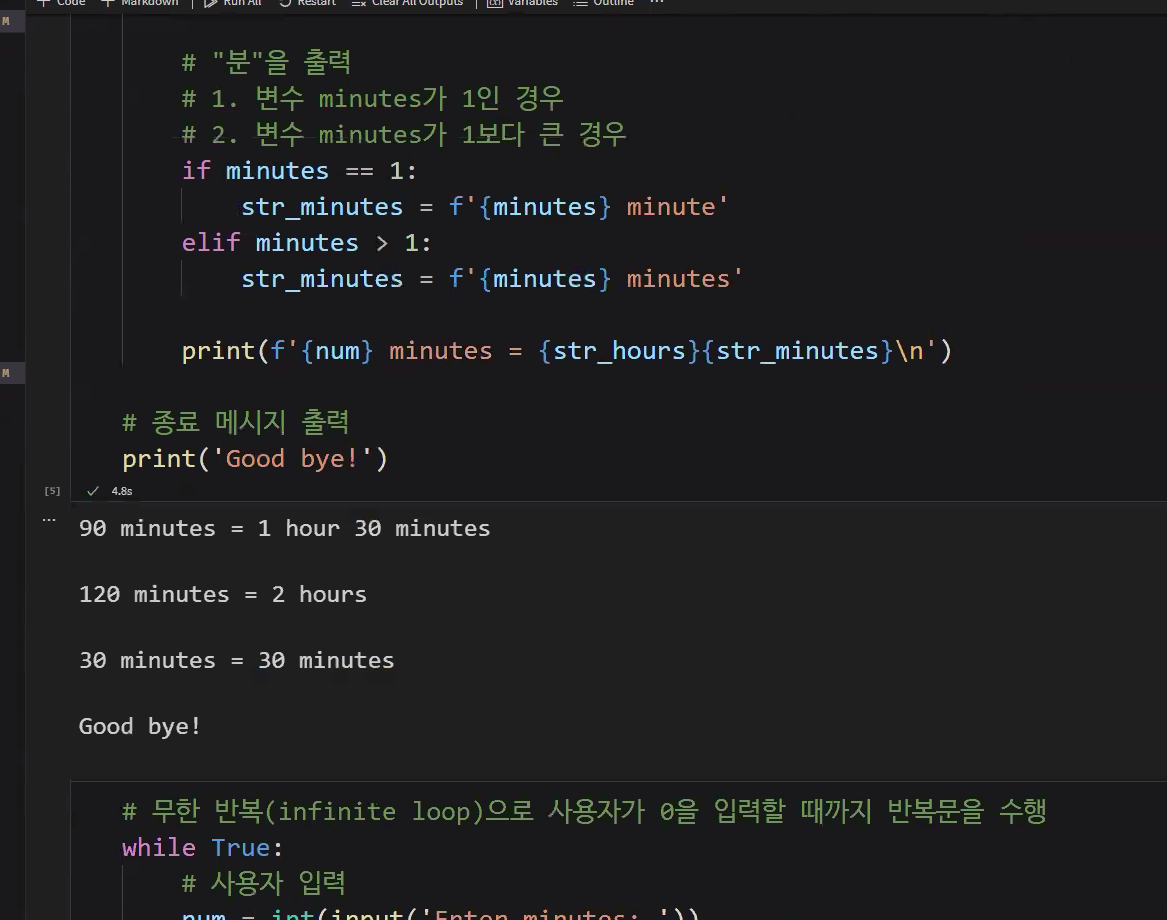 Code Markdown Run All Restart Clear All Outputs Variables Outline ...
M
# "분"을 출력
# 1. 변수 minutes가 1인 경우
# 2. 변수 minutes가 1보다 큰 경우
if minutes == 1:
str_minutes = f'{minutes} minute'
elif minutes > 1:
str_minutes = f'{minutes} minutes'
print(f'{num} minutes = {str_hours}{str_minutes}\n')
M
# 종료 메시지 출력
print('Good bye!')
[5] ✓ 4.8s
...
90 minutes = 1 hour 30 minutes
120 minutes = 2 hours
30 minutes = 30 minutes
Good bye!
# 무한 반복(infinite loop)으로 사용자가 0을 입력할 때까지 반복문을 수행
while True:
# 사용자 입력
num = int(input('Enter minutes: '))